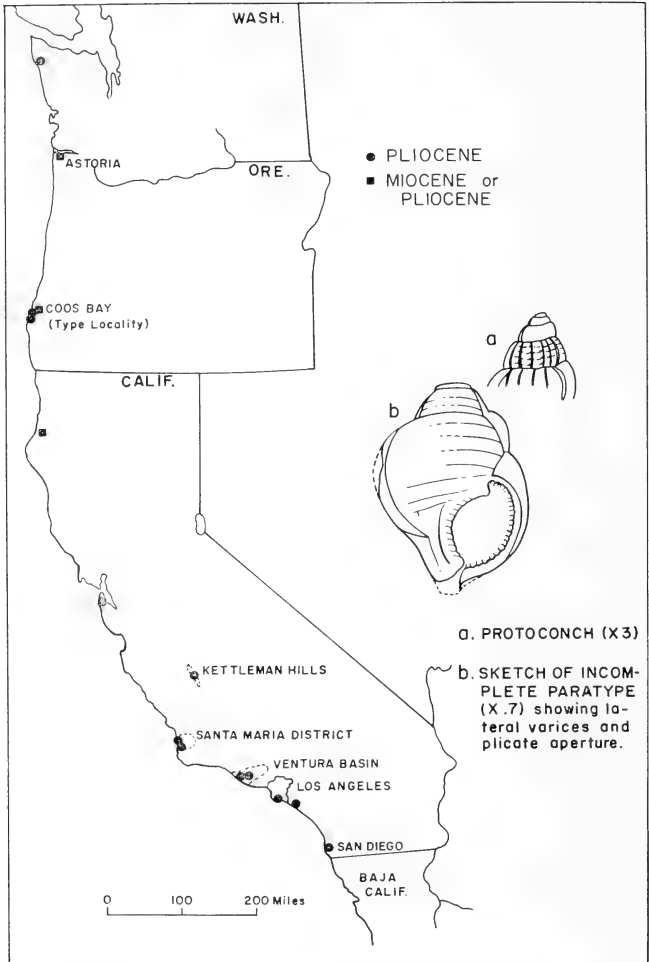 WASH.
ASTORIA
ORE.
PLIOCENE
MIOCENE or
PLIOCENE
COOS BAY
(Type Locality)
CALIF.
a
b
a. PROTOCONCH (X3)
b. SKETCH OF INCOM-
PLETE PARATYPE
(X.7) showing la-
teral varices and
plicate aperture.
KETTLEMAN HILLS
SANTA MARIA DISTRICT
VENTURA BASIN
LOS ANGELES
SAN DIEGO
BAJA
CALIF.
0 100 200 Miles